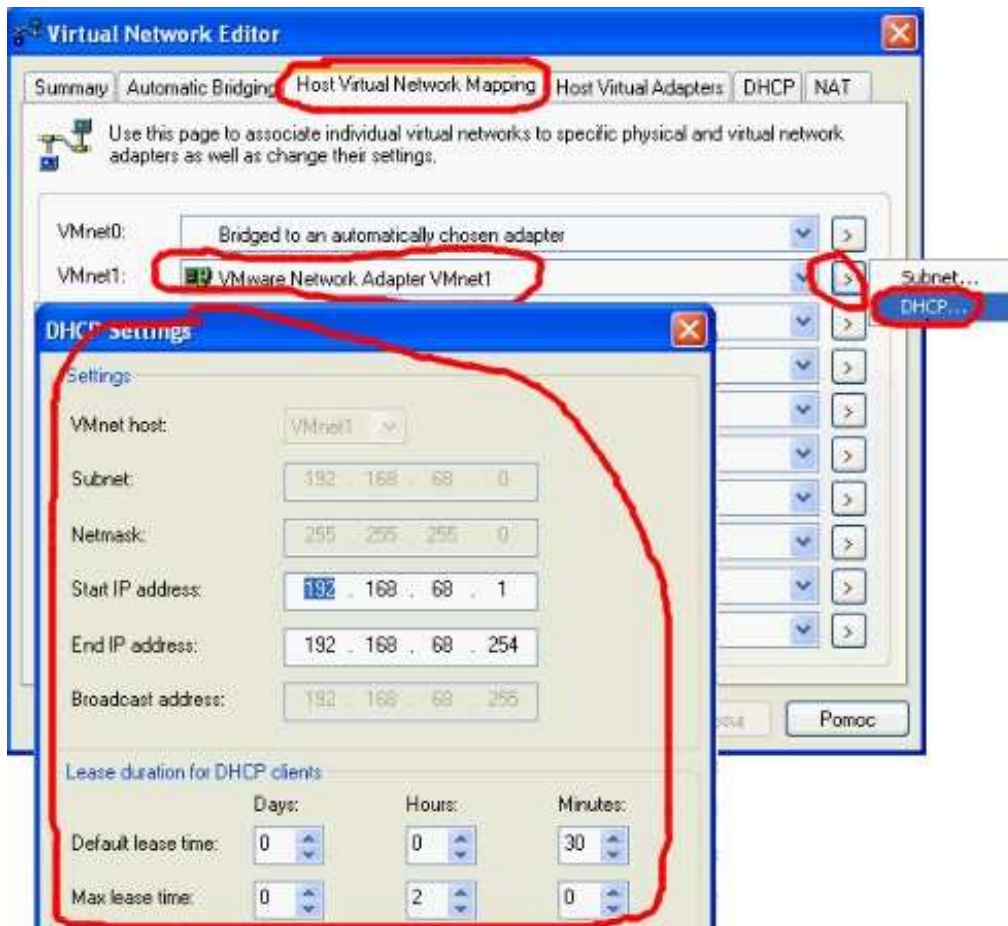 Virtual Network Editor
Summary Automatic Bridging Host Virtual Network Mapping Host Virtual Adapters DHCP NAT
Use this page to associate individual virtual networks to specific physical and virtual network
adapters as well as change their settings.
VMnet0: Bridged to an automatically chosen adapter >
VMnet1: VMware Network Adapter VMnet1 >
Subnet...
DHCP...
DHCP Settings
Settings
VMnet host: VMnet1
Subnet: 192 . 168 . 68 . 0
Netmask: 255 . 255 . 255 . 0
Start IP address: 192 . 168 . 68 . 1
End IP address: 192 . 168 . 68 . 254
Broadcast address: 192 . 168 . 68 . 255
Pomoc
Lease duration for DHCP clients
Days: Hours: Minutes:
Default lease time: 0 0 30
Max lease time: 0 2 0